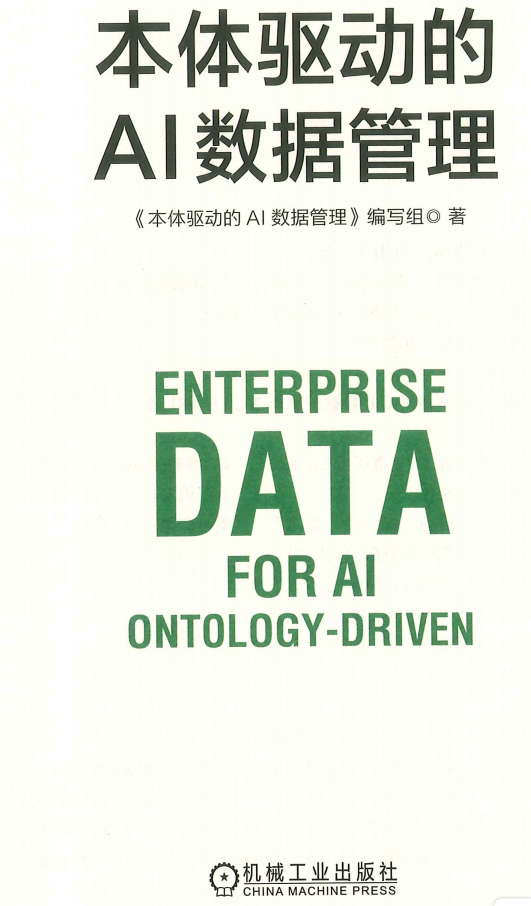 本体驱动的
AI数据管理
《本体驱动的 AI 数据管理》编写组◎ 著
ENTERPRISE
DATA
FOR AI
ONTOLOGY-DRIVEN
机械工业出版社
CHINA MACHINE PRESS